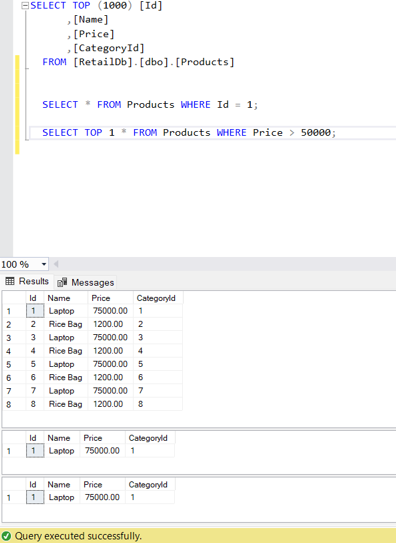 SELECT TOP (1000) [Id]
,[Name]
,[Price]
,[CategoryId]
FROM [RetailDb].[dbo].[Products]
SELECT * FROM Products WHERE Id = 1;
SELECT TOP 1 * FROM Products WHERE Price > 50000;
100 %
Results Messages
Id Name Price CategoryId
1 1 Laptop 75000.00 1
2 2 Rice Bag 1200.00 2
3 3 Laptop 75000.00 3
4 4 Rice Bag 1200.00 4
5 5 Laptop 75000.00 5
6 6 Rice Bag 1200.00 6
7 7 Laptop 75000.00 7
8 8 Rice Bag 1200.00 8
Id Name Price CategoryId
1 1 Laptop 75000.00 1
Id Name Price CategoryId
1 1 Laptop 75000.00 1
Query executed successfully.